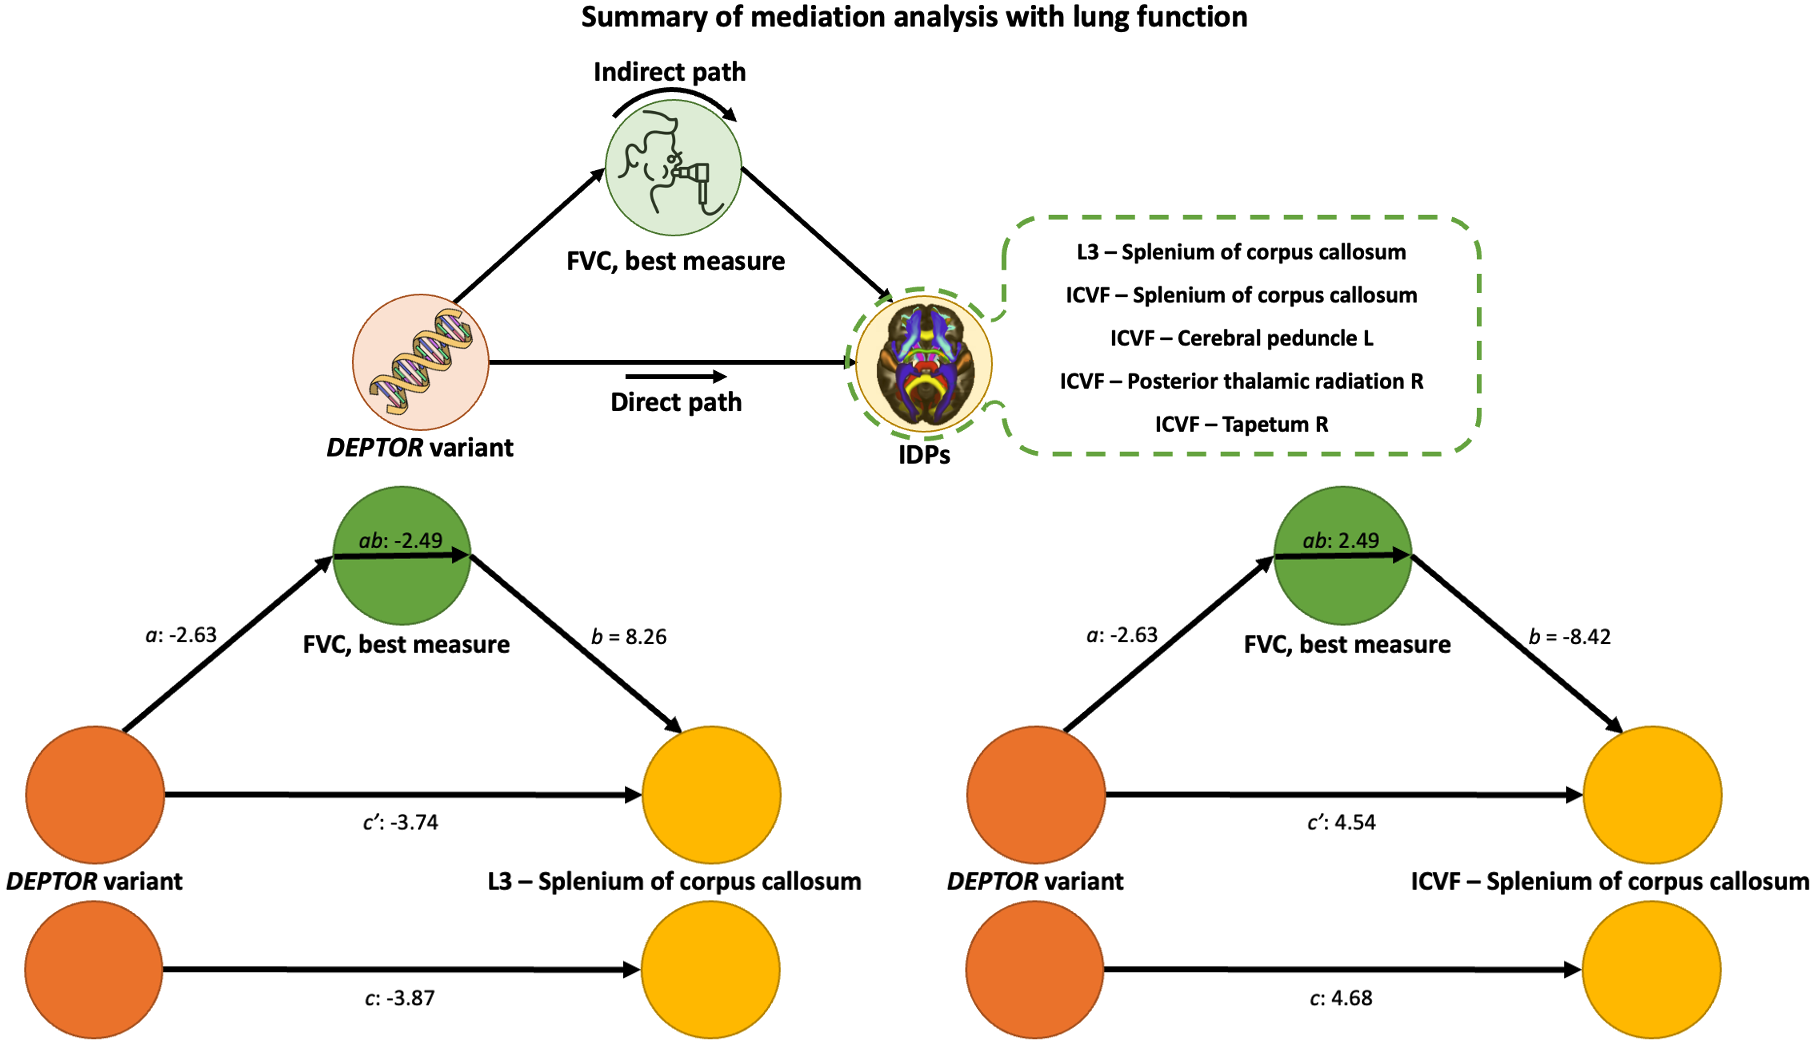 Summary of mediation analysis with lung function
Indirect path
FVC, best measure
Direct path
DEPTOR variant
IDPs
L3 – Splenium of corpus callosum
ICVF – Splenium of corpus callosum
ICVF – Cerebral peduncle L
ICVF – Posterior thalamic radiation R
ICVF – Tapetum R
ab: -2.49
a: -2.63
b = 8.26
FVC, best measure
c’: -3.74
DEPTOR variant
L3 – Splenium of corpus callosum
c: -3.87
ab: 2.49
a: -2.63
b = -8.42
FVC, best measure
c’: 4.54
DEPTOR variant
ICVF – Splenium of corpus callosum
c: 4.68